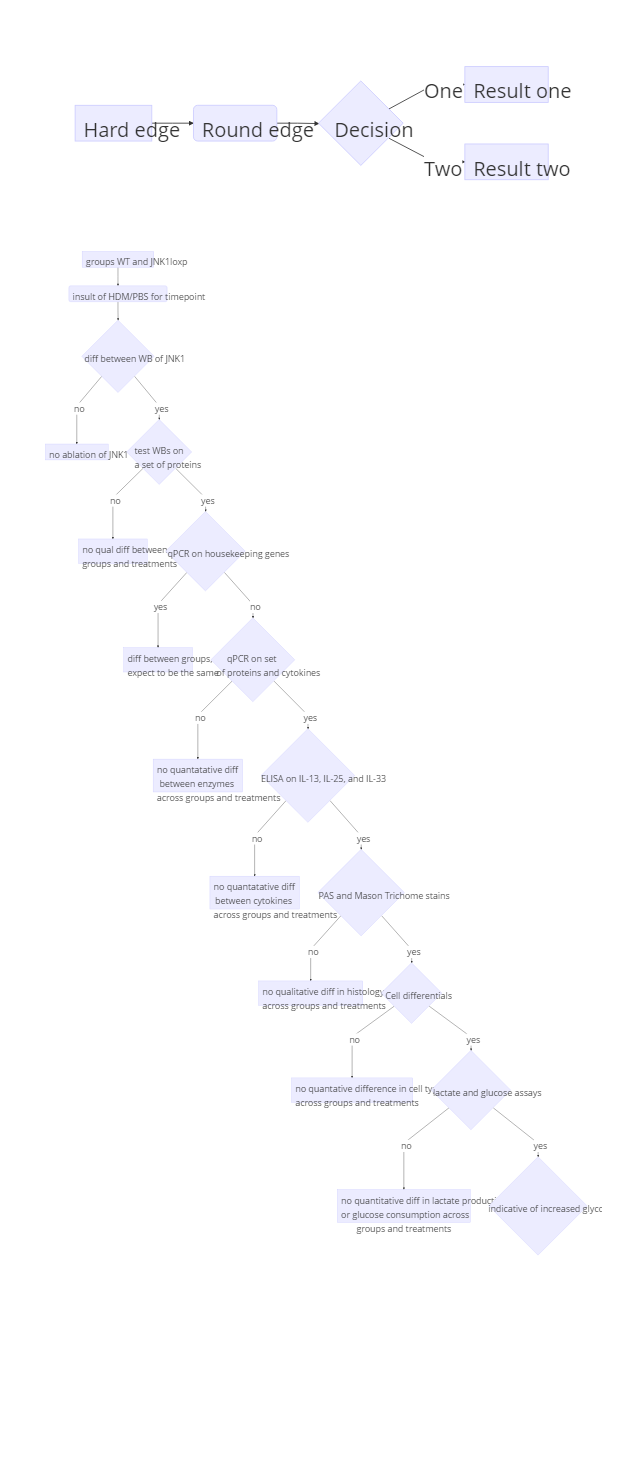 One
Result one
Hard edge
Round edge
Decision
Two
Result two
groups WT and JNK1loxp
insult of HDM/PBS for timepoint
diff between WB of JNK1
no
yes
no ablation of JNK1
test WBs on
a set of proteins
no
yes
no qual diff between
groups and treatments
qPCR on housekeeping genes
yes
no
diff between groups,
expect to be the same
qPCR on set
of proteins and cytokines
no
yes
no quantatative diff
between enzymes
across groups and treatments
ELISA on IL-13, IL-25, and IL-33
no
yes
no quantatative diff
between cytokines
across groups and treatments
PAS and Mason Trichome stains
no
yes
no qualitative diff in histology
across groups and treatments
Cell differentials
no
yes
no quantative difference in cell
across groups and treatments
lactate and glucose assays
no
yes
no quantitative diff in lactate
or glucose consumption across
groups and treatments
indicative of increased